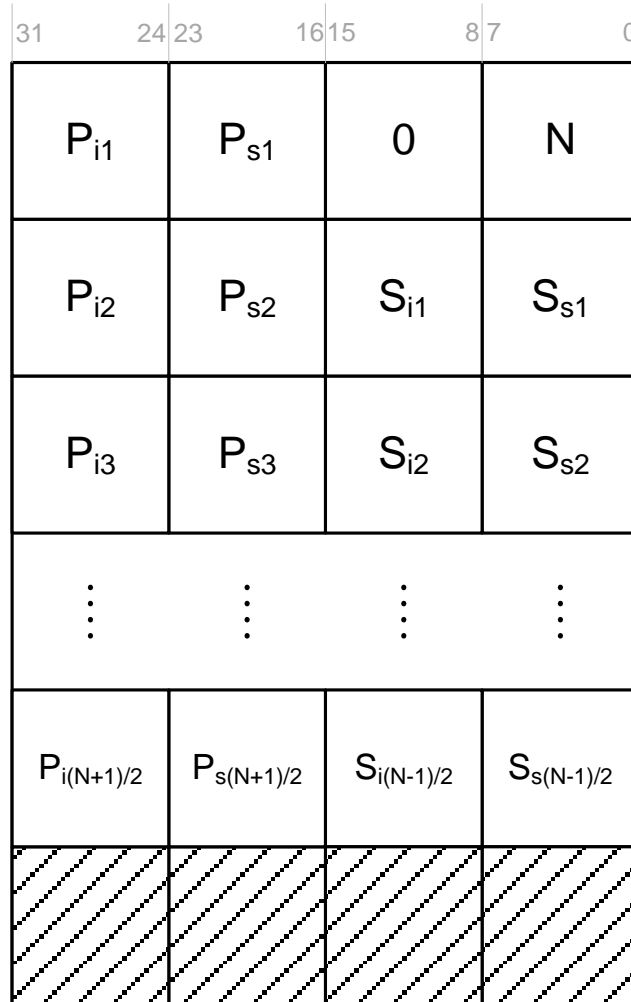 31 24 23 16 15 8 7 0
Pi1 Ps1 0 N
Pi2 Ps2 Si1 Ss1
Pi3 Ps3 Si2 Ss2
Pi(N+1)/2 Ps(N+1)/2 Si(N-1)/2 Ss(N-1)/2